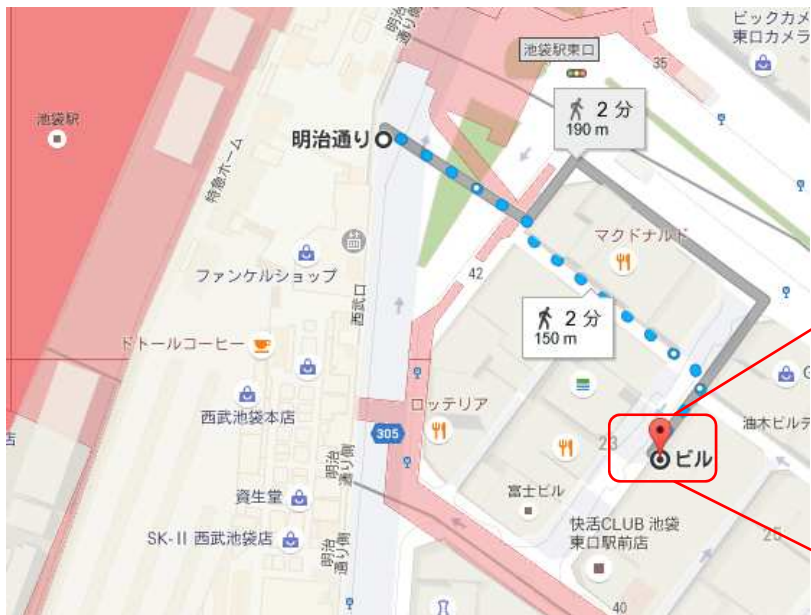 ビックカメ
東口カメラ
明治
通り
池袋駅東口
35
2 分
190 m
池袋駅
明治通り
特急ホーム
マクドナルド
ファンケルショップ
西武口
42
2 分
150 m
ドトールコーヒー
G
西武池袋本店
ロッテリア
305
23
ビル
油木ビルデ
店
明治
通り側
資生堂
富士ビル
SK-II 西武池袋店
快活CLUB 池袋
東口駅前店
25
明治
通り側
40